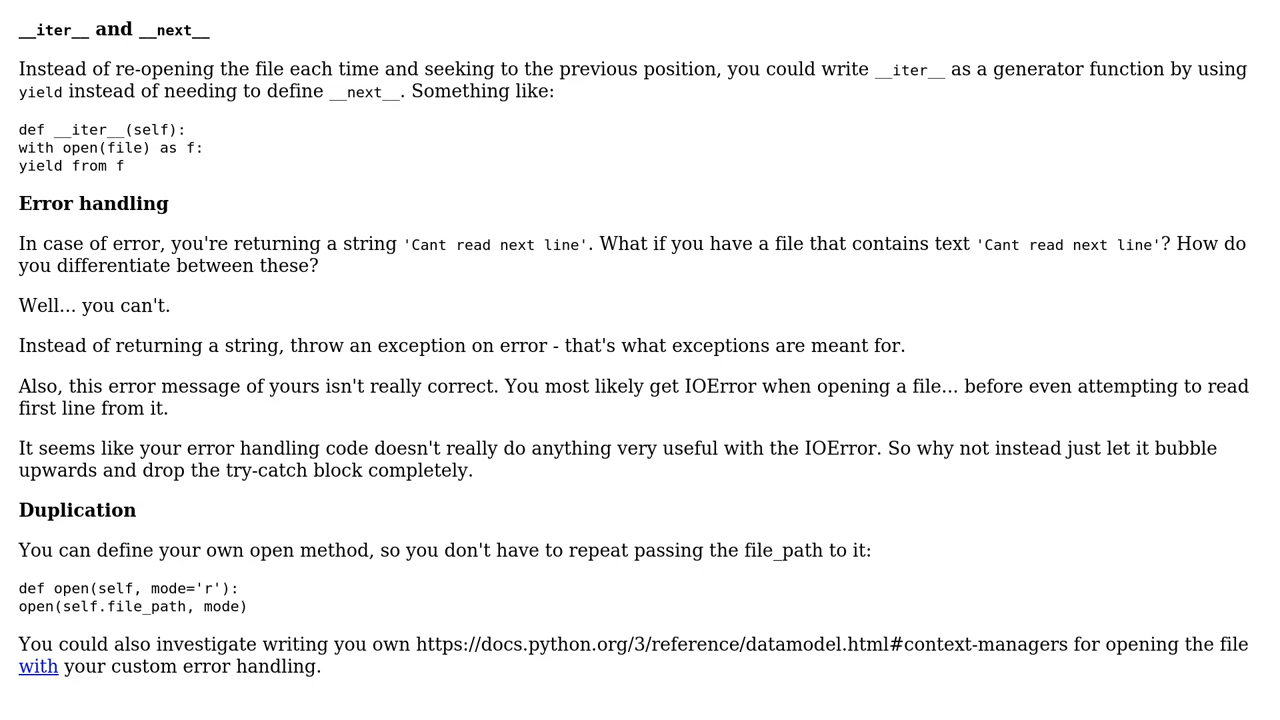 __iter__ and __next__
Instead of re-opening the file each time and seeking to the previous position, you could write __iter__ as a generator function by using
yield instead of needing to define __next__. Something like:
def __iter__(self):
with open(file) as f:
yield from f
Error handling
In case of error, you're returning a string 'Cant read next line'. What if you have a file that contains text 'Cant read next line'? How do
you differentiate between these?
Well... you can't.
Instead of returning a string, throw an exception on error - that's what exceptions are meant for.
Also, this error message of yours isn't really correct. You most likely get IOError when opening a file... before even attempting to read
first line from it.
It seems like your error handling code doesn't really do anything very useful with the IOError. So why not instead just let it bubble
upwards and drop the try-catch block completely.
Duplication
You can define your own open method, so you don't have to repeat passing the file_path to it:
def open(self, mode='r'):
open(self.file_path, mode)
You could also investigate writing you own https://docs.python.org/3/reference/datamodel.html#context-managers for opening the file
with your custom error handling.